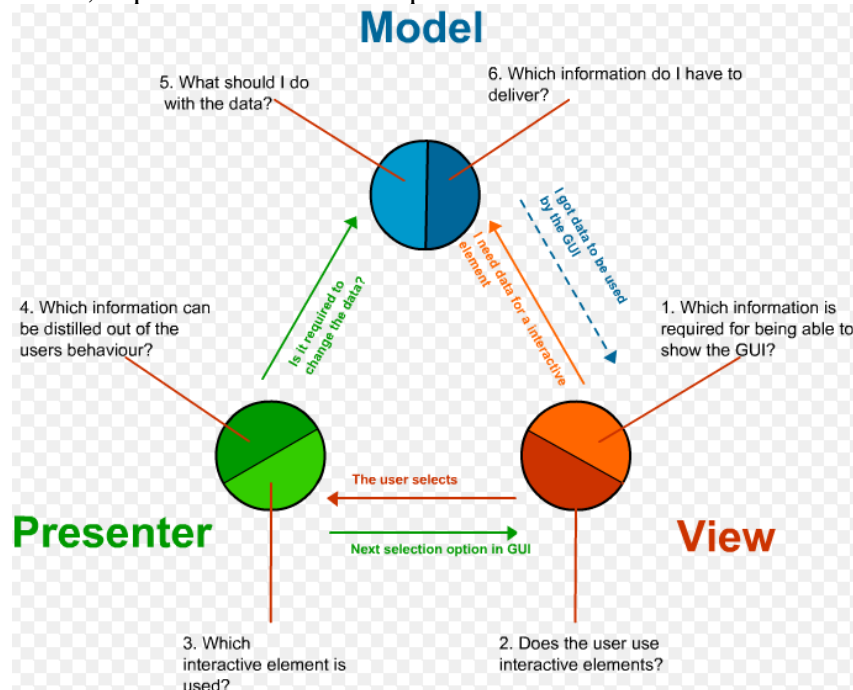 Model
5. What should I do
with the data?
6. Which information do I have to
deliver?
I got data to be used
by the GUI
I need data for a interactive
element
Is it required to
change the data?
4. Which information can
be distilled out of the
users behaviour?
1. Which information is
required for being able to
show the GUI?
The user selects
Next selection option in GUI
Presenter
View
3. Which
interactive element is
used?
2. Does the user use
interactive elements?